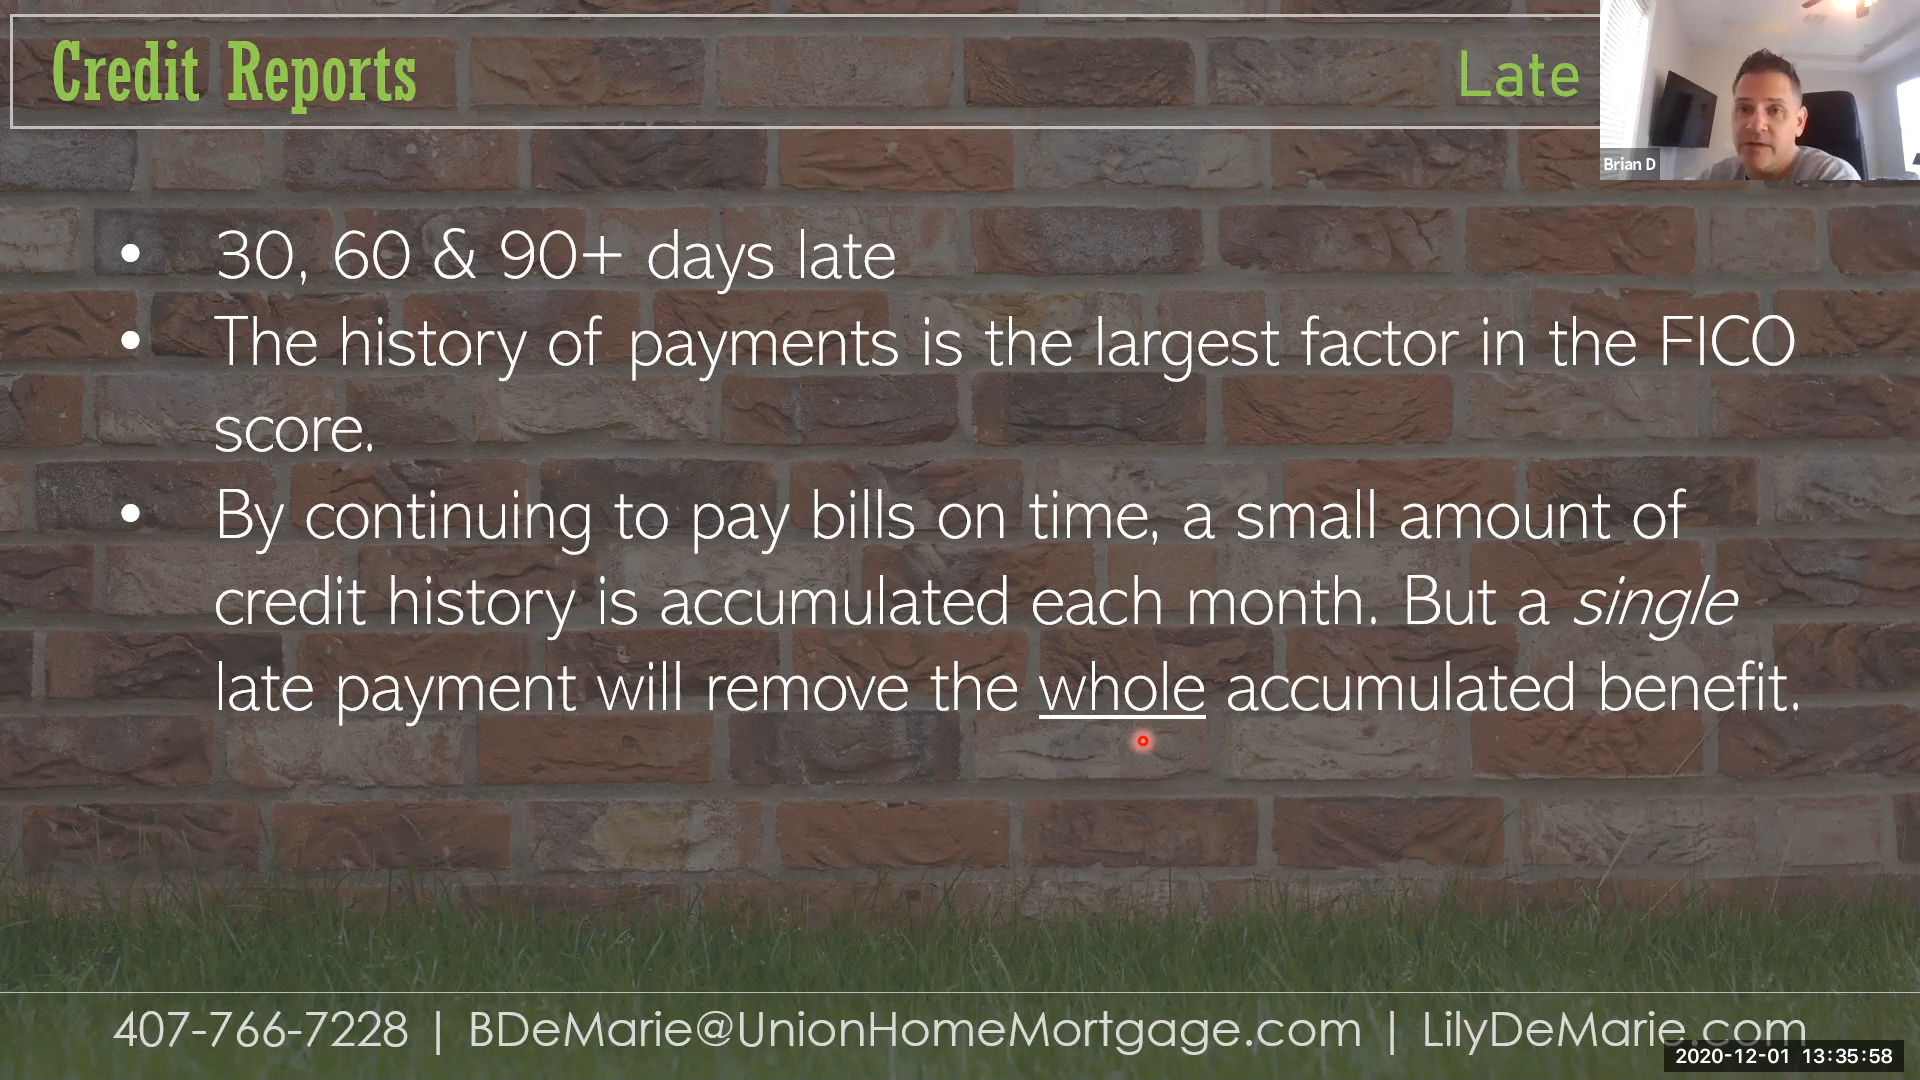 Credit Reports
Late
Brian D
• 30, 60 & 90+ days late
• The history of payments is the largest factor in the FICO
score.
• By continuing to pay bills on time, a small amount of
credit history is accumulated each month. But a single
late payment will remove the whole accumulated benefit.
407-766-7228 | BDeMarie@UnionHomeMortgage.com | LilyDeMarie.com
2020-12-01 13:35:58